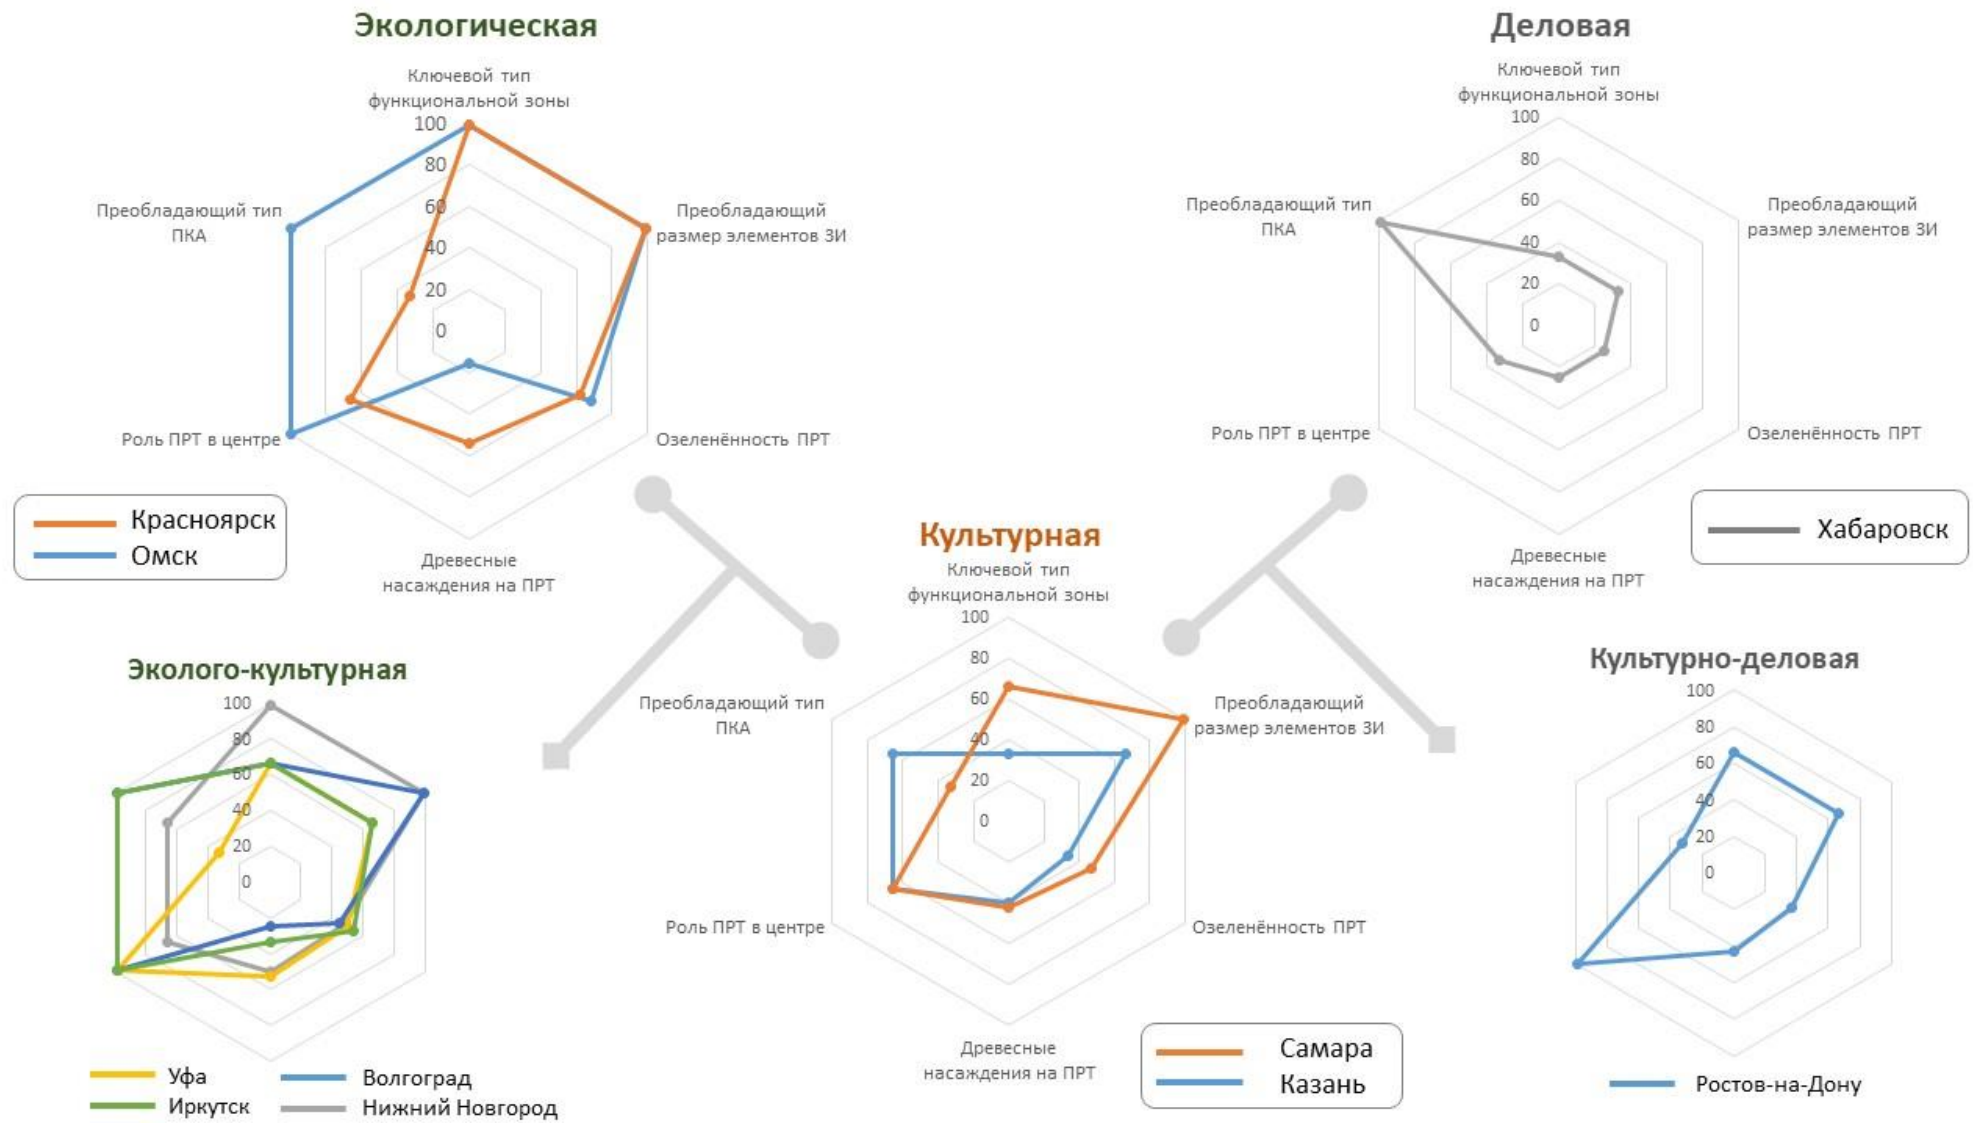 Экологическая
Ключевой тип
функциональной зоны
100
80
60
40
20
0
Преобладающий
размер элементов ЗИ
Озеленённость ПРТ
Древесные
насаждения на ПРТ
Роль ПРТ в центре
Преобладающий тип
ПКА
Красноярск
Омск
Деловая
Ключевой тип
функциональной зоны
100
80
60
40
20
0
Преобладающий
размер элементов ЗИ
Озеленённость ПРТ
Древесные
насаждения на ПРТ
Роль ПРТ в центре
Преобладающий тип
ПКА
Хабаровск
Эколого-культурная
100
80
60
40
20
0
Уфа
Иркутск
Волгоград
Нижний Новгород
Культурная
Ключевой тип
функциональной зоны
100
80
60
40
20
0
Преобладающий
размер элементов ЗИ
Озеленённость ПРТ
Древесные
насаждения на ПРТ
Роль ПРТ в центре
Преобладающий тип
ПКА
Самара
Казань
Культурно-деловая
100
80
60
40
20
0
Ростов-на-Дону